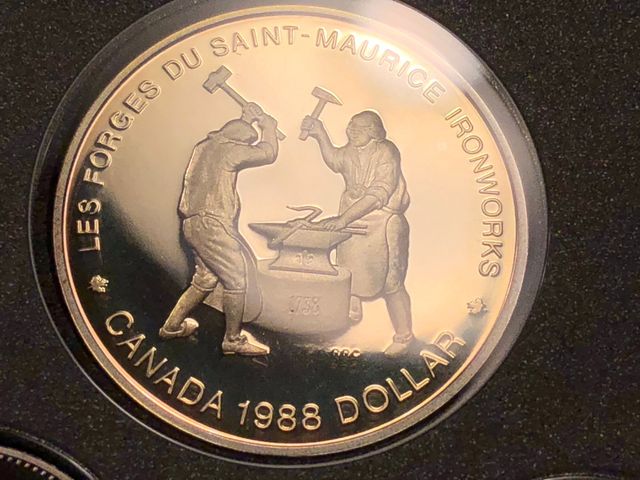 LES FORGES DU SAINT-MAURICE IRONWORKS
1738
CANADA 1988 DOLLAR